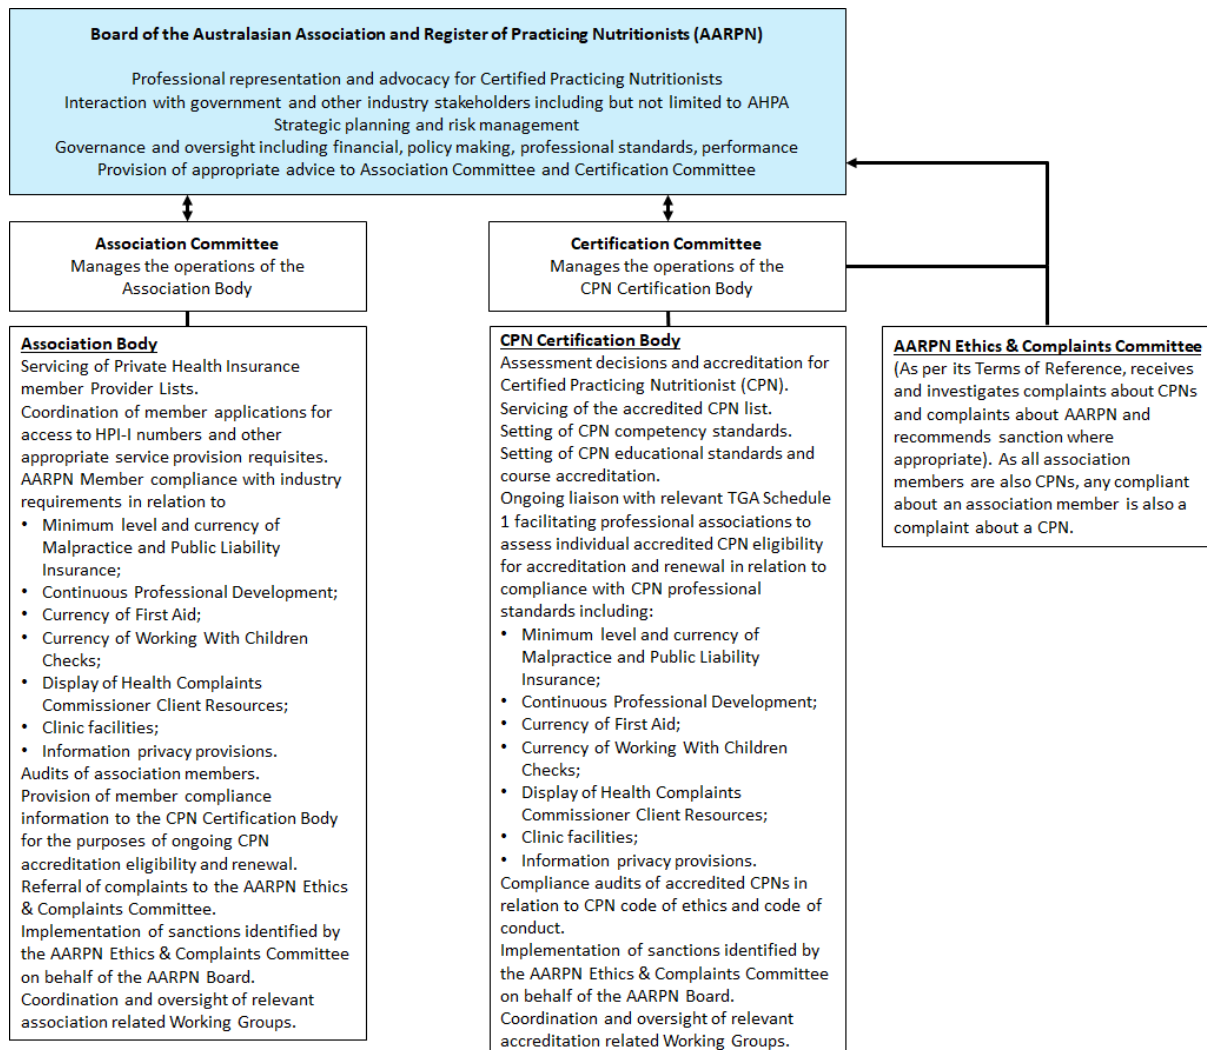 Board of the Australasian Association and Register of Practicing Nutritionists (AARPN)
Professional representation and advocacy for Certified Practicing Nutritionists
Interaction with government and other industry stakeholders including but not limited to AHPA
Strategic planning and risk management
Governance and oversight including financial, policy making, professional standards, performance
Provision of appropriate advice to Association Committee and Certification Committee
Association Committee
Manages the operations of the
Association Body
Certification Committee
Manages the operations of the
CPN Certification Body
Association Body
Servicing of Private Health Insurance
member Provider Lists.
Coordination of member applications for
access to HPI-I numbers and other
appropriate service provision requisites.
AARPN Member compliance with industry
requirements in relation to
• Minimum level and currency of
Malpractice and Public Liability
Insurance;
• Continuous Professional Development;
• Currency of First Aid;
• Currency of Working With Children
Checks;
• Display of Health Complaints
Commissioner Client Resources;
• Clinic facilities;
• Information privacy provisions.
Audits of association members.
Provision of member compliance
information to the CPN Certification Body
for the purposes of ongoing CPN
accreditation eligibility and renewal.
Referral of complaints to the AARPN Ethics
& Complaints Committee.
Implementation of sanctions identified by
the AARPN Ethics & Complaints Committee
on behalf of the AARPN Board.
Coordination and oversight of relevant
association related Working Groups.
CPN Certification Body
Assessment decisions and accreditation for
Certified Practicing Nutritionist (CPN).
Servicing of the accredited CPN list.
Setting of CPN competency standards.
Setting of CPN educational standards and
course accreditation.
Ongoing liaison with relevant TGA Schedule
1 facilitating professional associations to
assess individual accredited CPN eligibility
for accreditation and renewal in relation to
compliance with CPN professional
standards including:
• Minimum level and currency of
Malpractice and Public Liability
Insurance;
• Continuous Professional Development;
• Currency of First Aid;
• Currency of Working With Children
Checks;
• Display of Health Complaints
Commissioner Client Resources;
• Clinic facilities;
• Information privacy provisions.
Compliance audits of accredited CPNs in
relation to CPN code of ethics and code of
conduct.
Implementation of sanctions identified by
the AARPN Ethics & Complaints Committee
on behalf of the AARPN Board.
Coordination and oversight of relevant
accreditation related Working Groups.
AARPN Ethics & Complaints Committee
(As per its Terms of Reference, receives
and investigates complaints about CPNs
and complaints about AARPN and
recommends sanction where
appropriate). As all association
members are also CPNs, any compliant
about an association member is also a
complaint about a CPN.